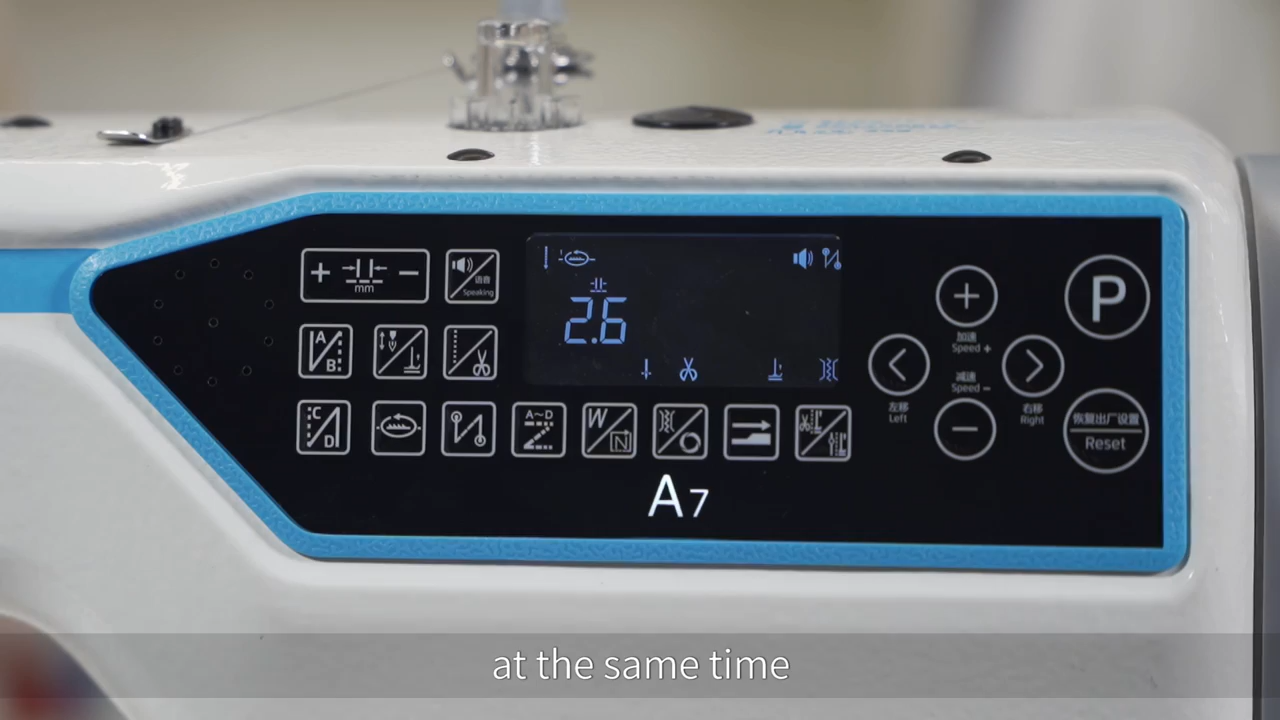 + mm −
语音
Speaking
2.6
A
B
C
D
A~D
W
N
A7
+
加速
Speed +
减速
Speed −
−
左移
Left
右移
Right
P
恢复出厂设置
Reset
at the same time